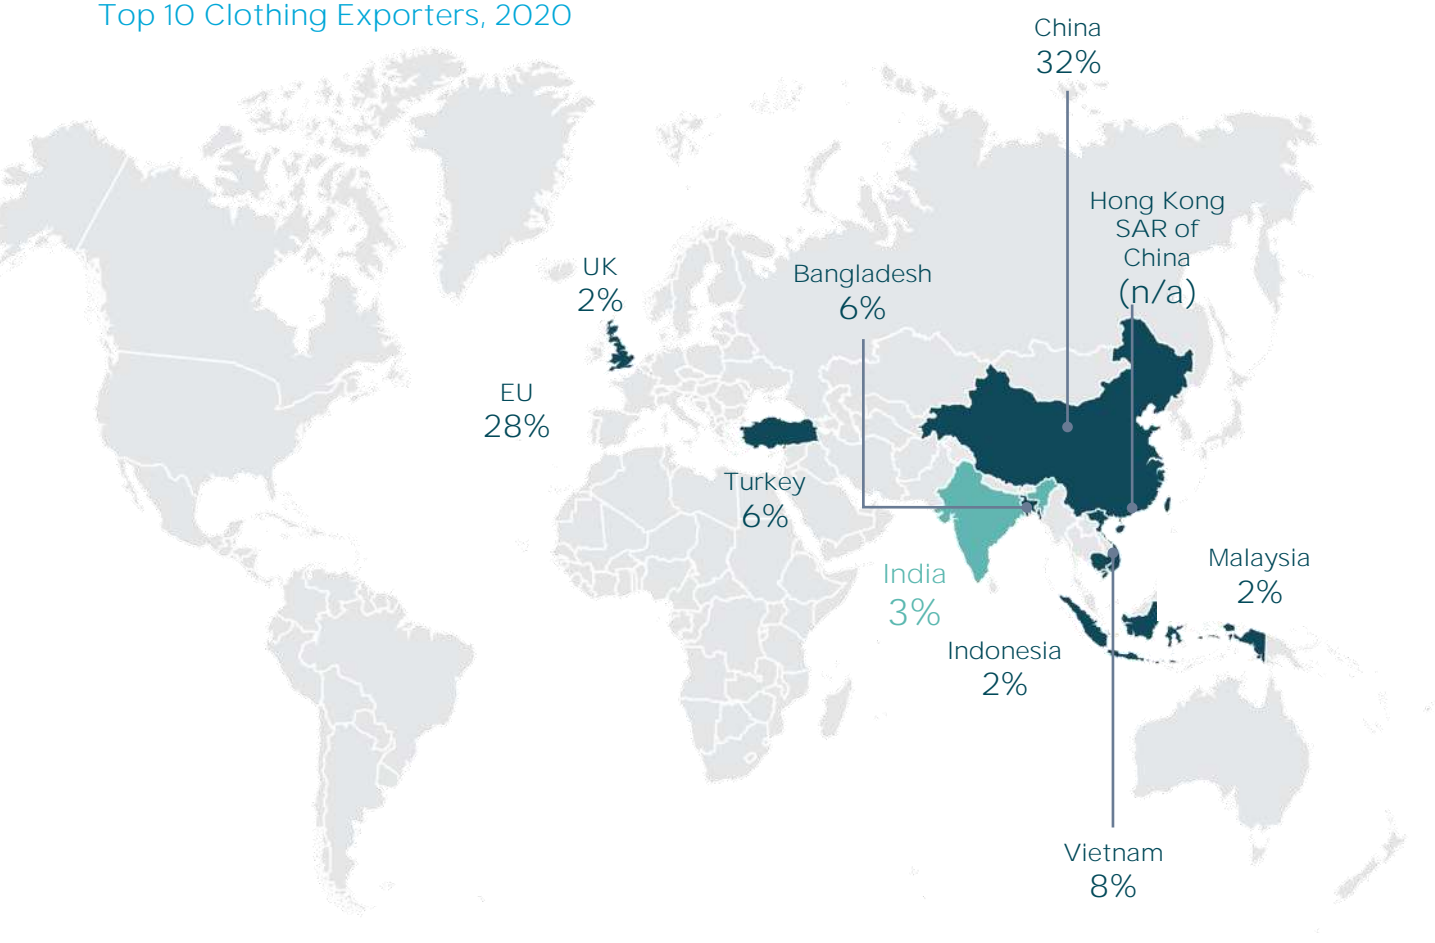 Top 10 Clothing Exporters, 2020
China
32%
Hong Kong
SAR of
China
(n/a)
UK
2%
Bangladesh
6%
EU
28%
Turkey
6%
India
3%
Malaysia
2%
Indonesia
2%
Vietnam
8%